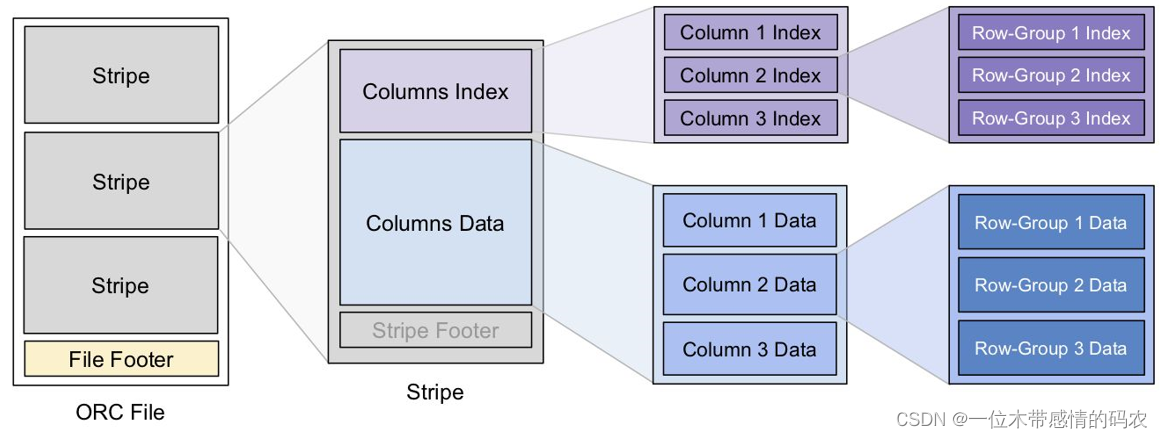 Stripe
Stripe
Stripe
File Footer
ORC File
Columns Index
Columns Data
Stripe Footer
Stripe
Column 1 Index
Column 2 Index
Column 3 Index
Row-Group 1 Index
Row-Group 2 Index
Row-Group 3 Index
Column 1 Data
Column 2 Data
Column 3 Data
Row-Group 1 Data
Row-Group 2 Data
Row-Group 3 Data
CSDN @一位木带感情的码农